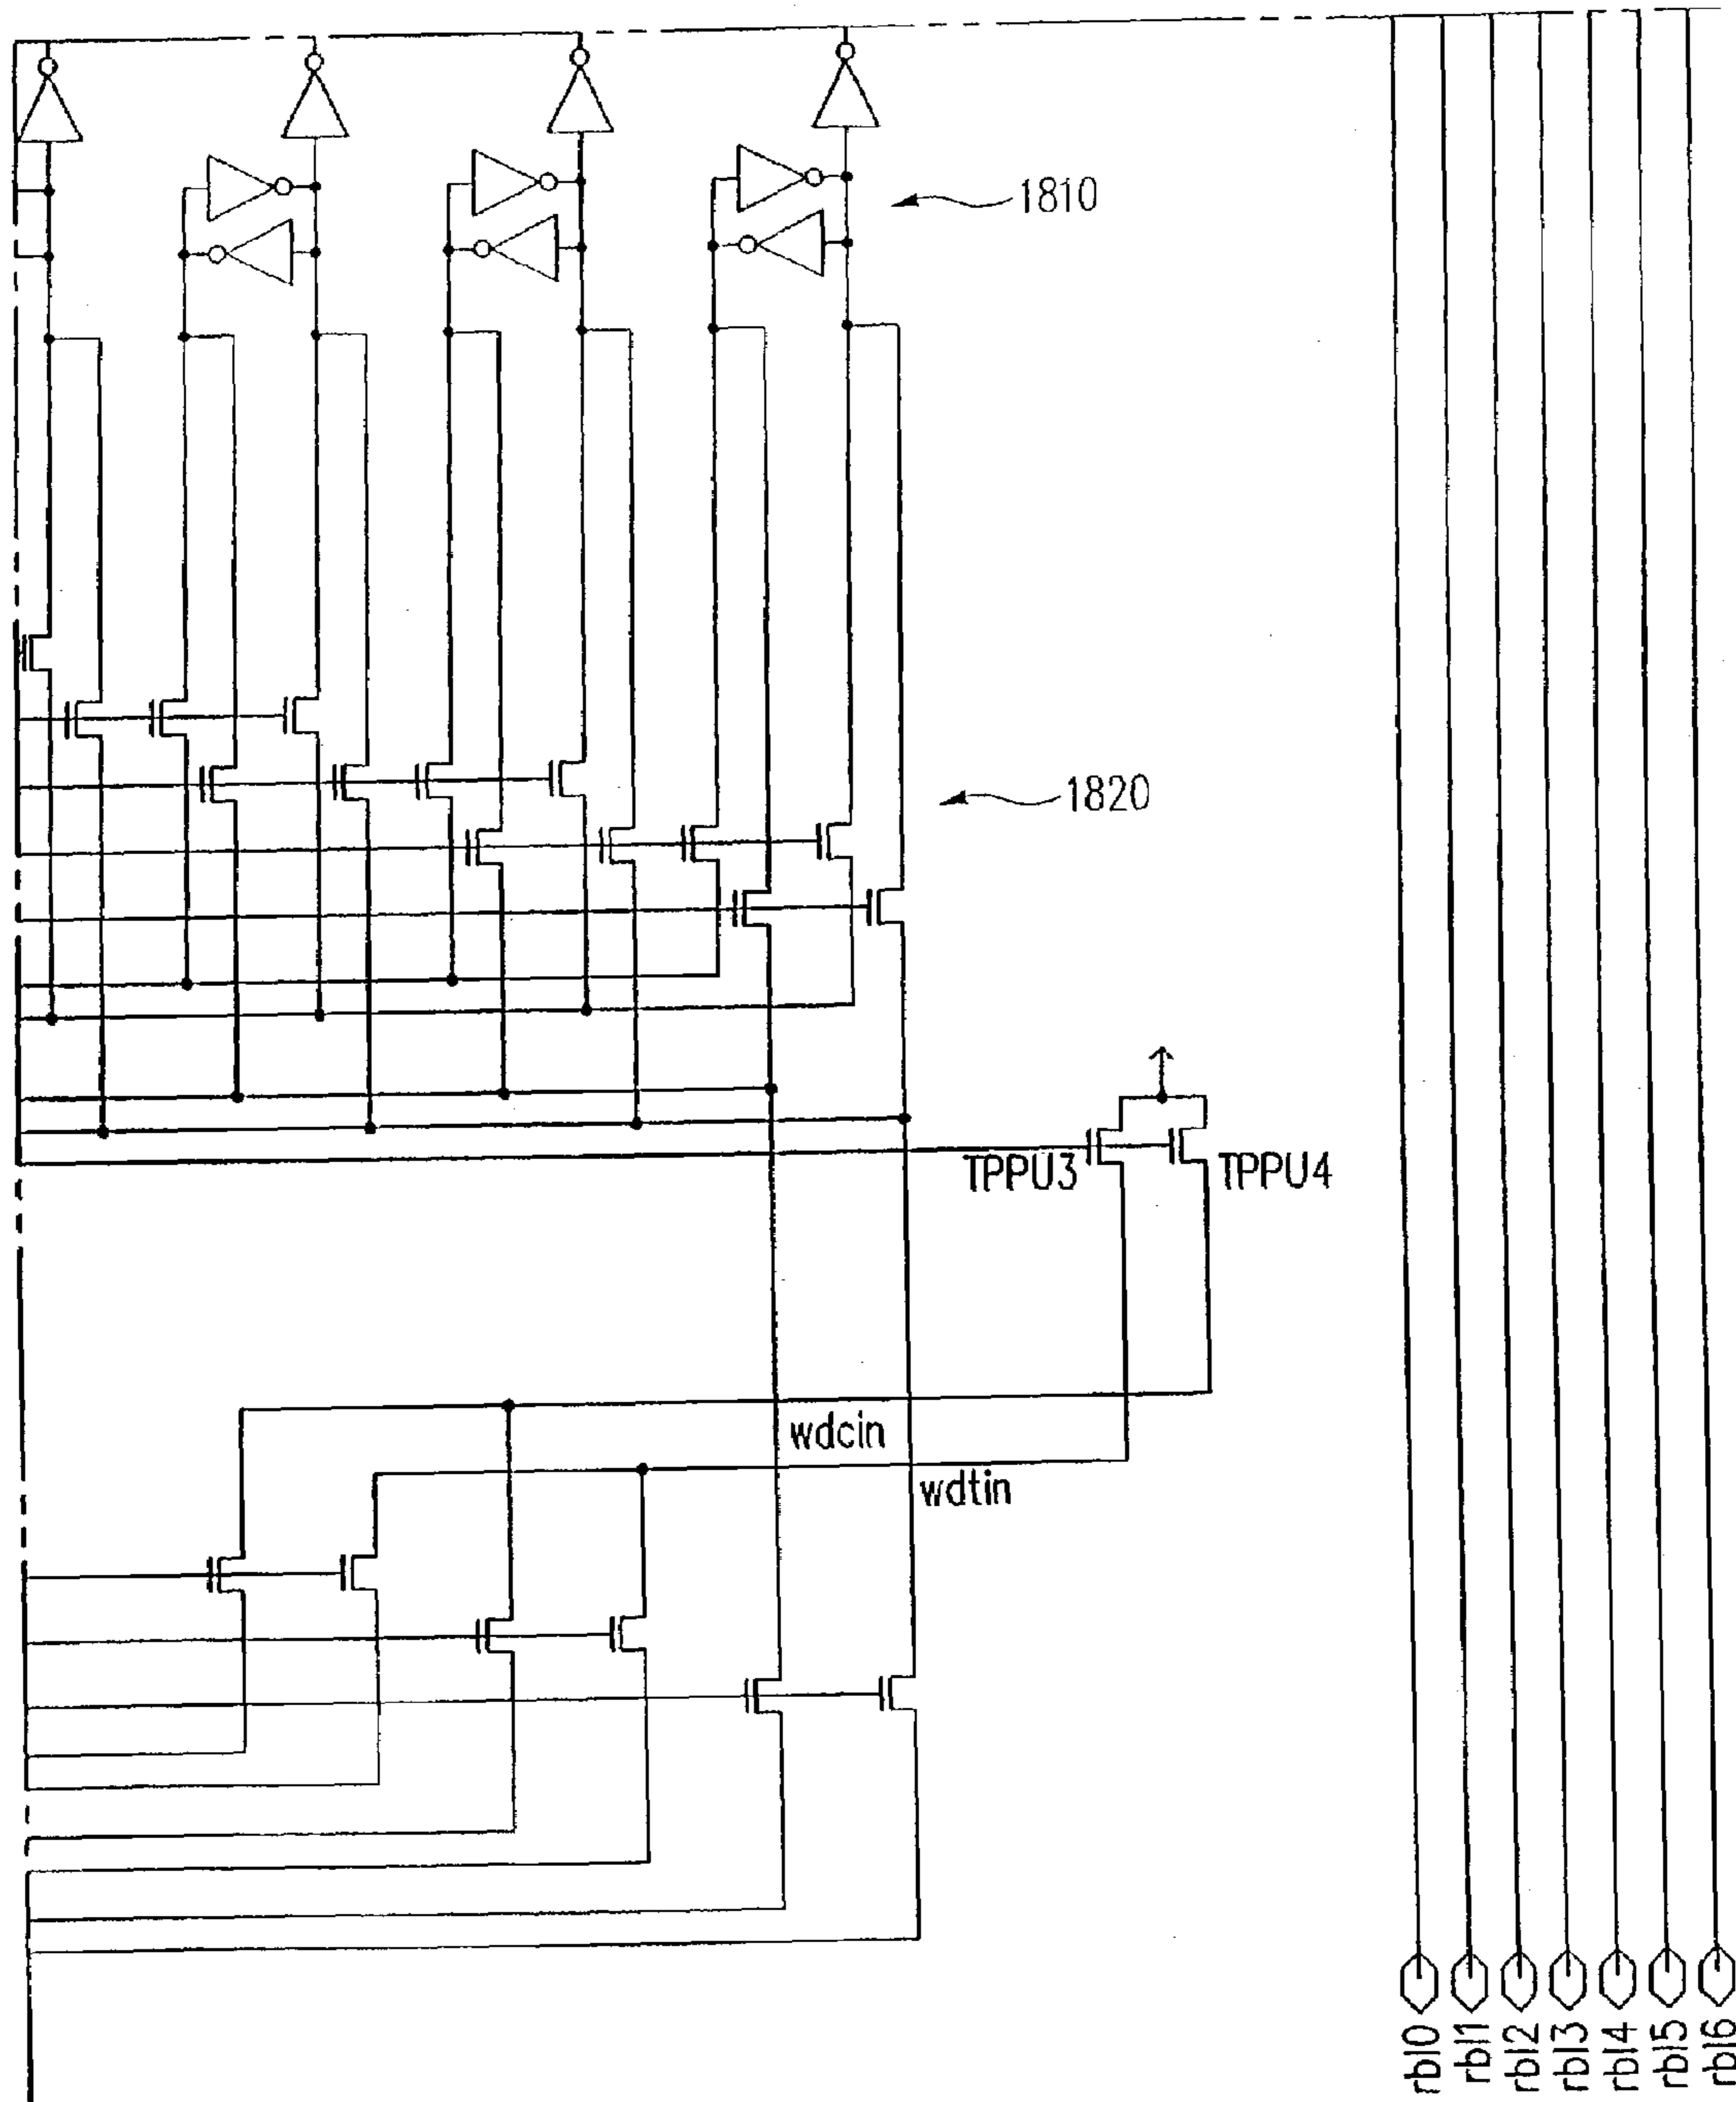 1810
1820
TPPU3
TPPU4
wdcin
wdtin
rbl0
rbl1
rbl2
rbl3
rbl4
rbl5
rbl6